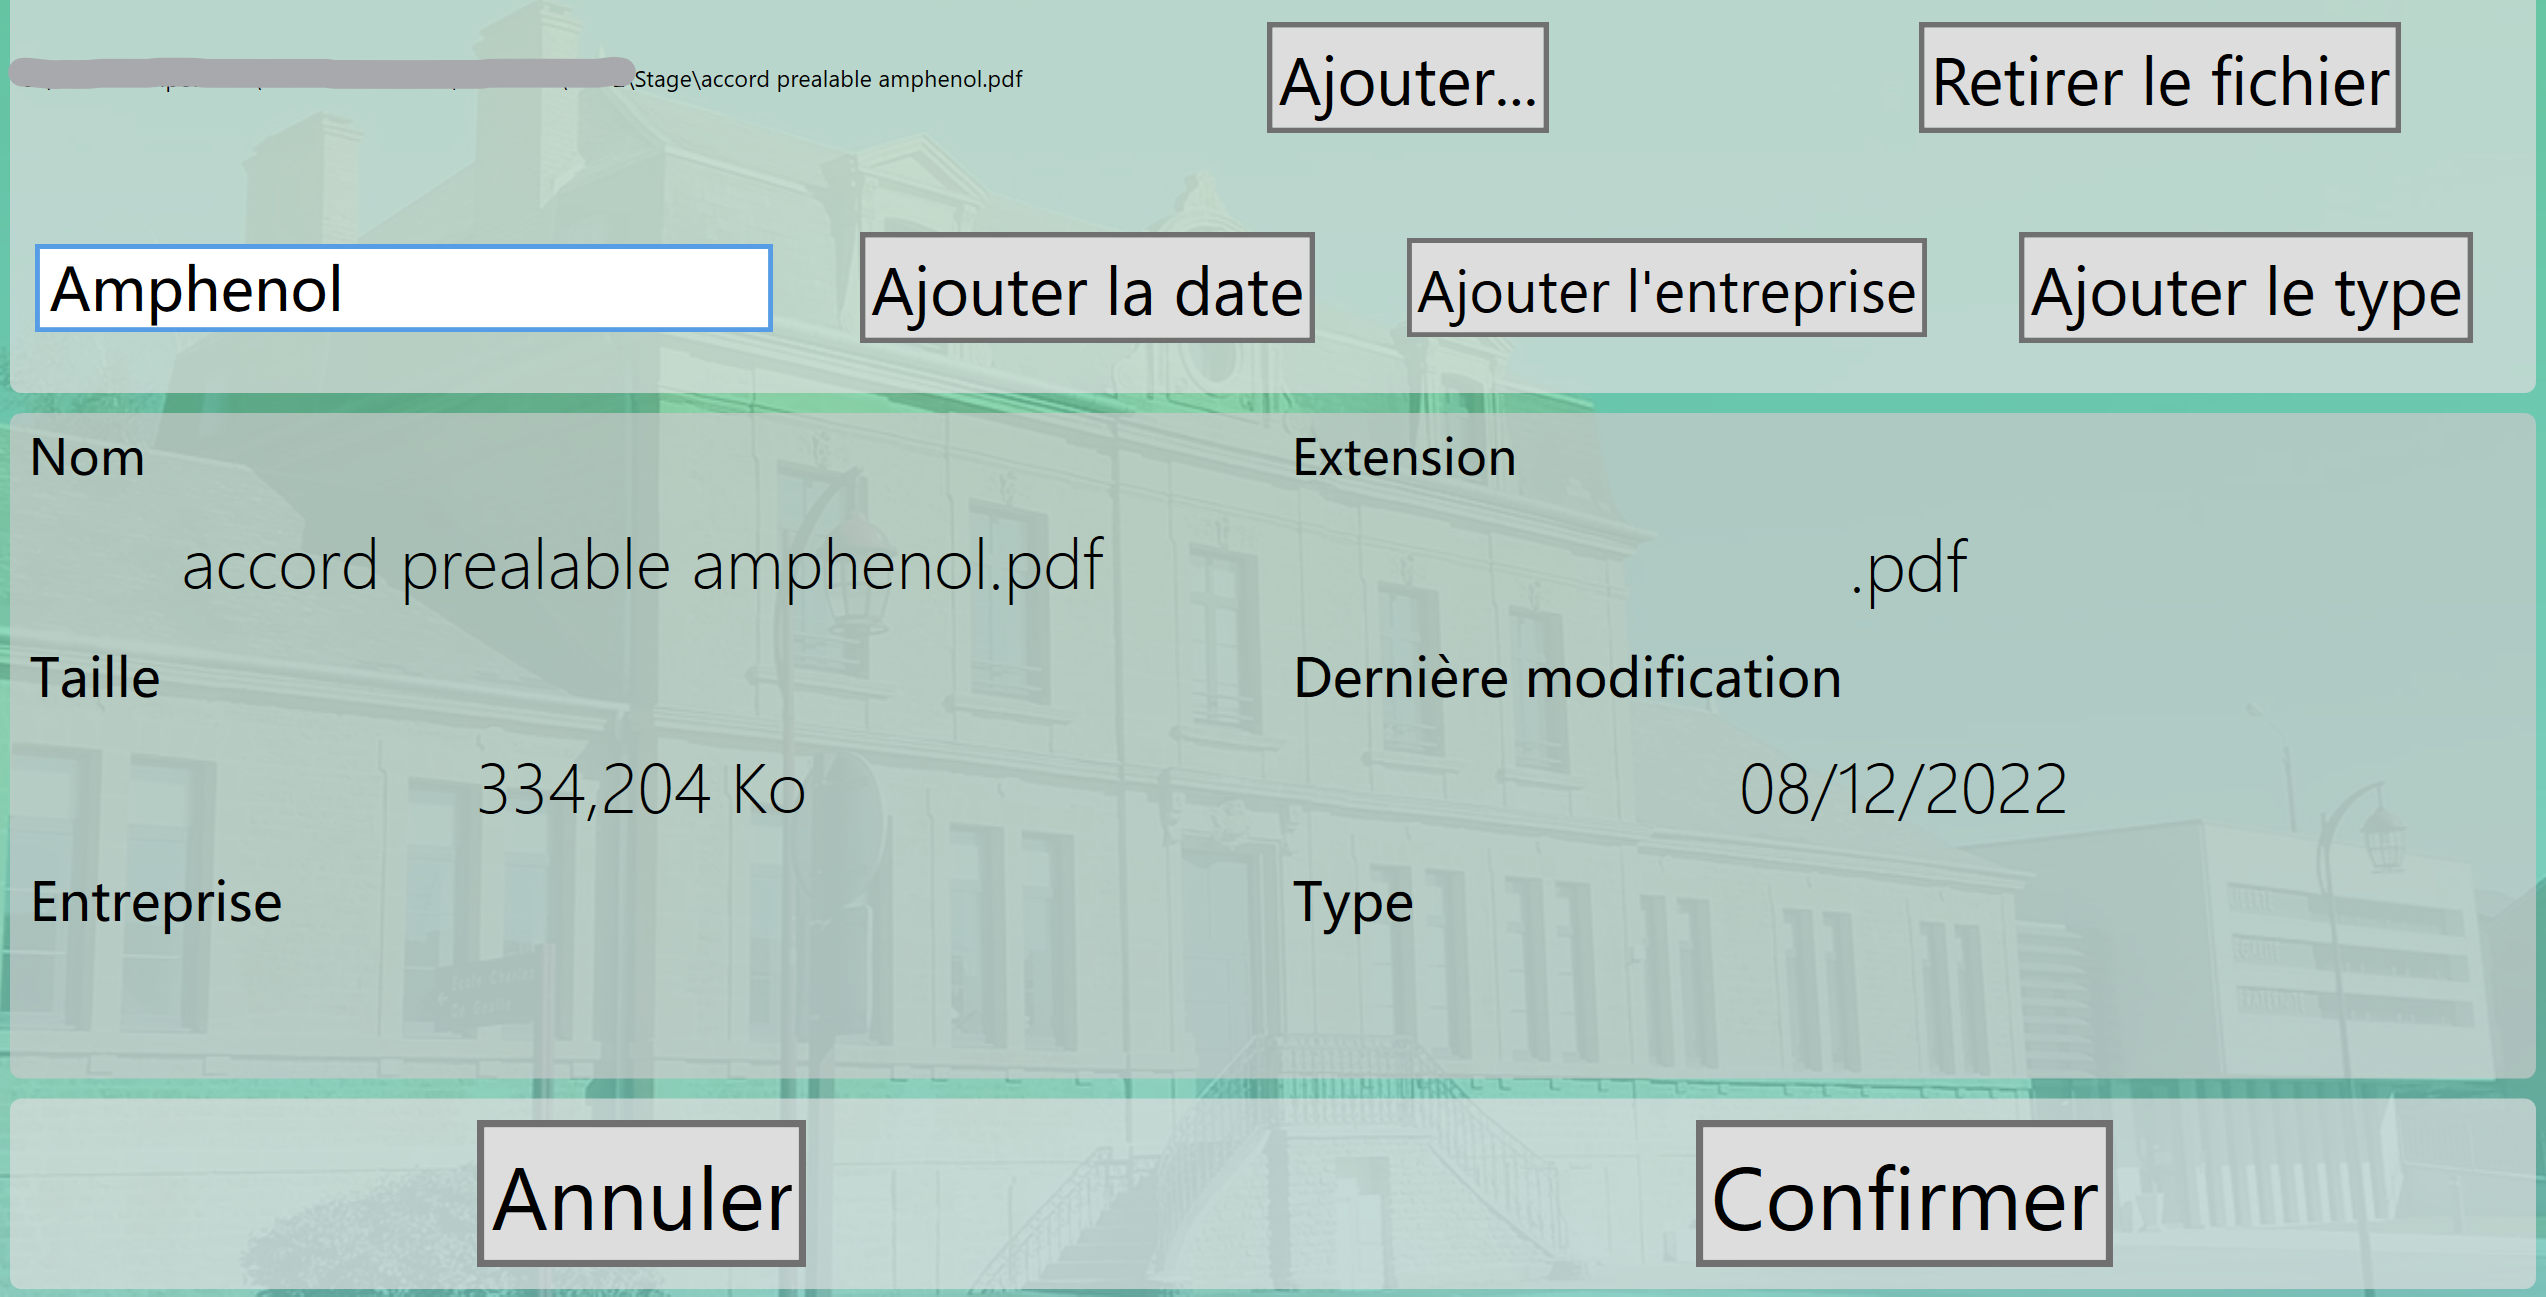 \Stage\accord prealable amphenol.pdf
Ajouter...
Retirer le fichier
Amphenol
Ajouter la date
Ajouter l'entreprise
Ajouter le type
Nom
Extension
accord prealable amphenol.pdf
.pdf
Taille
Dernière modification
334,204 Ko
08/12/2022
Entreprise
Type
Annuler
Confirmer